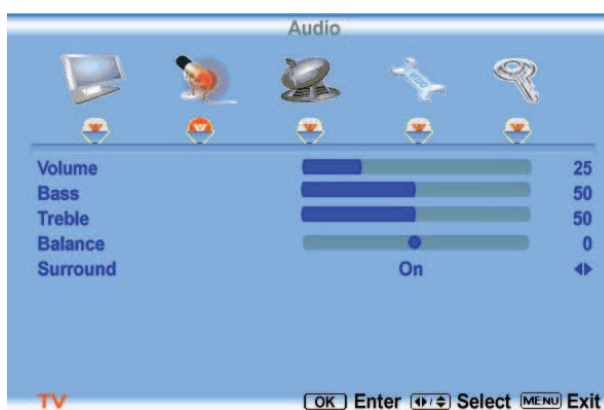 Audio
Volume 25
Bass 50
Treble 50
Balance 0
Surround On
TV OK Enter Select MENU Exit